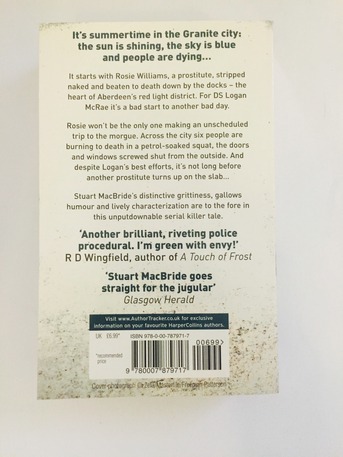 It's summertime in the Granite city:
the sun is shining, the sky is blue
and people are dying...
It starts with Rosie Williams, a prostitute, stripped
naked and beaten to death down by the docks – the
heart of Aberdeen's red light district. For DS Logan
McRae it's a bad start to another bad day.
Rosie won't be the only one making an unscheduled
trip to the morgue. Across the city six people are
burning to death in a petrol-soaked squat, the doors
and windows screwed shut from the outside. And
despite Logan's best efforts, it's not long before
another prostitute turns up on the slab...
Stuart MacBride's distinctive grittiness, gallows
humour and lively characterization are to the fore in
this unputdownable serial killer tale.
'Another brilliant, riveting police
procedural. I'm green with envy!'
R D Wingfield, author of A Touch of Frost
'Stuart MacBride goes
straight for the jugular'
Glasgow Herald
Visit www.AuthorTracker.co.uk for exclusive
information on your favourite HarperCollins authors.
UK £6.99*
ISBN 978-0-00-787971-7
00699
*recommended
price
9 780007 879717
Cover photograph